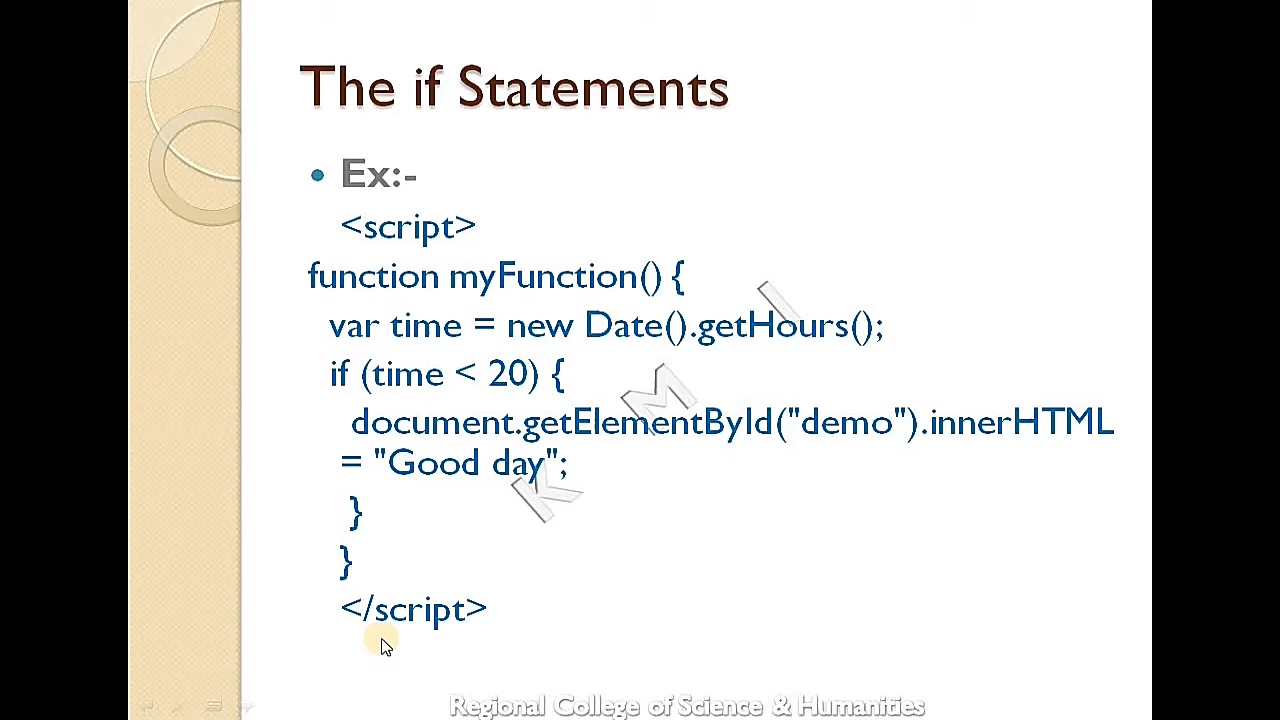 The if Statements
Ex:-
<script>
function myFunction() {
var time = new Date().getHours();
if (time < 20) {
document.getElementById("demo").innerHTML
= "Good day";
}
}
</script>
K M I
Regional College of Science & Humanities